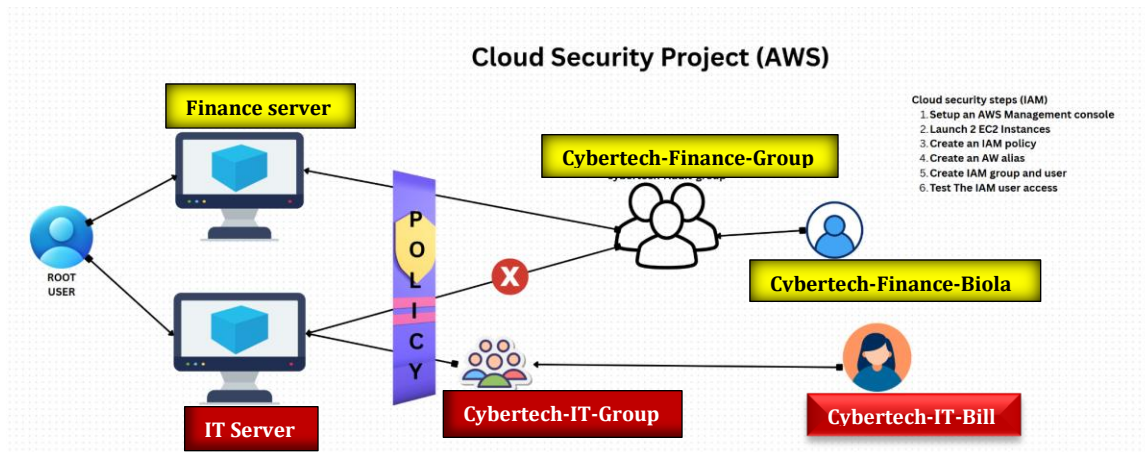 Cloud Security Project (AWS)
Finance server
Cloud security steps (IAM)
1. Setup an AWS Management console
2. Launch 2 EC2 Instances
3. Create an IAM policy
4. Create an AW alias
5. Create IAM group and user
6. Test The IAM user access
Cybertech-Finance-Group
POLICY
ROOT
USER
X
Cybertech-Finance-Biola
IT Server
Cybertech-IT-Group
Cybertech-IT-Bill